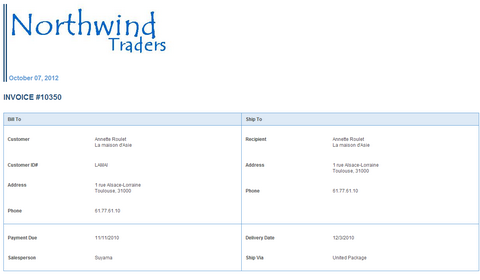 Northwind
Traders
October 07, 2012
INVOICE #10350
Bill To
Ship To
Customer
Annette Roulet
La maison d'Asie
Recipient
Annette Roulet
La maison d'Asie
Customer ID#
LAMAI
Address
1 rue Alsace-Lorraine
Toulouse, 31000
Address
1 rue Alsace-Lorraine
Phone
61.77.61.10
Phone
61.77.61.10
Payment Due
11/11/2010
Delivery Date
12/3/2010
Salesperson
Suyama
Ship Via
United Package